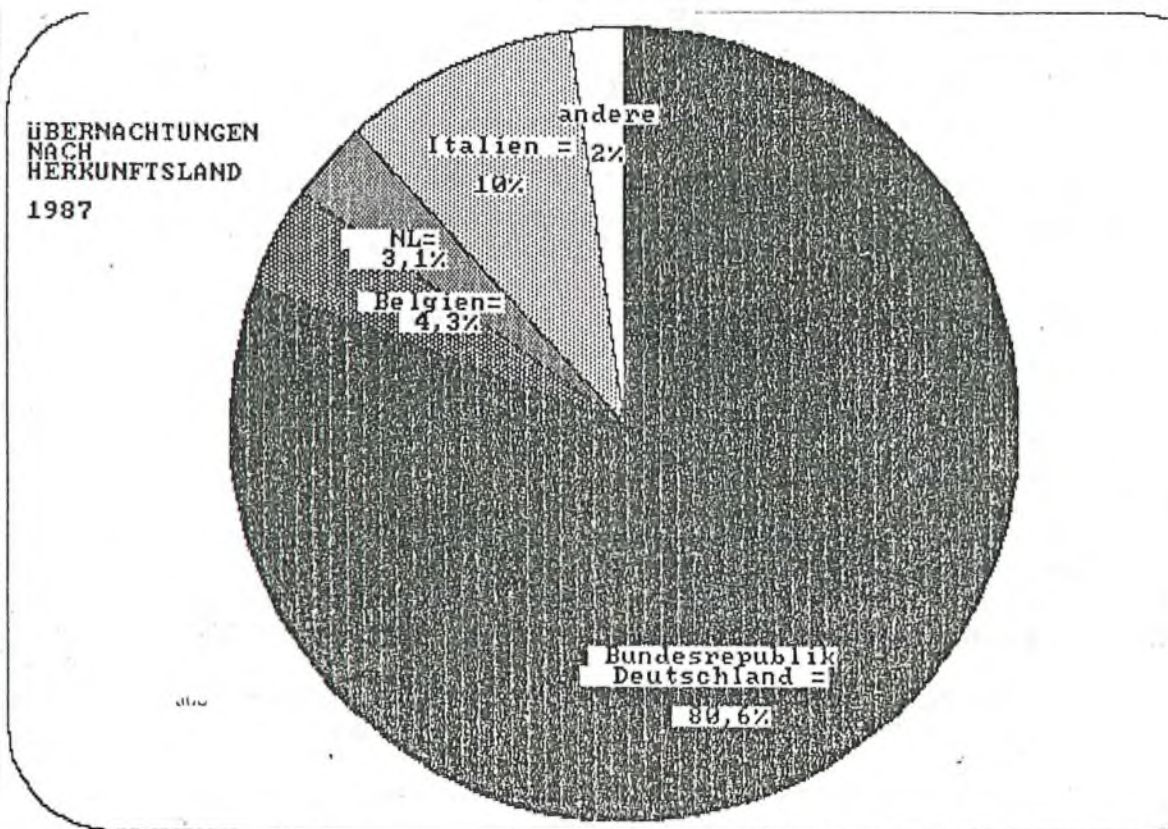 üBERNACHTUNGEN
NACH
HERKUNFTSLAND
1987
andere
2%
Italien =
10%
NL=
3,1%
Belgien=
4,3%
Bundesrepublik
Deutschland =
80,6%